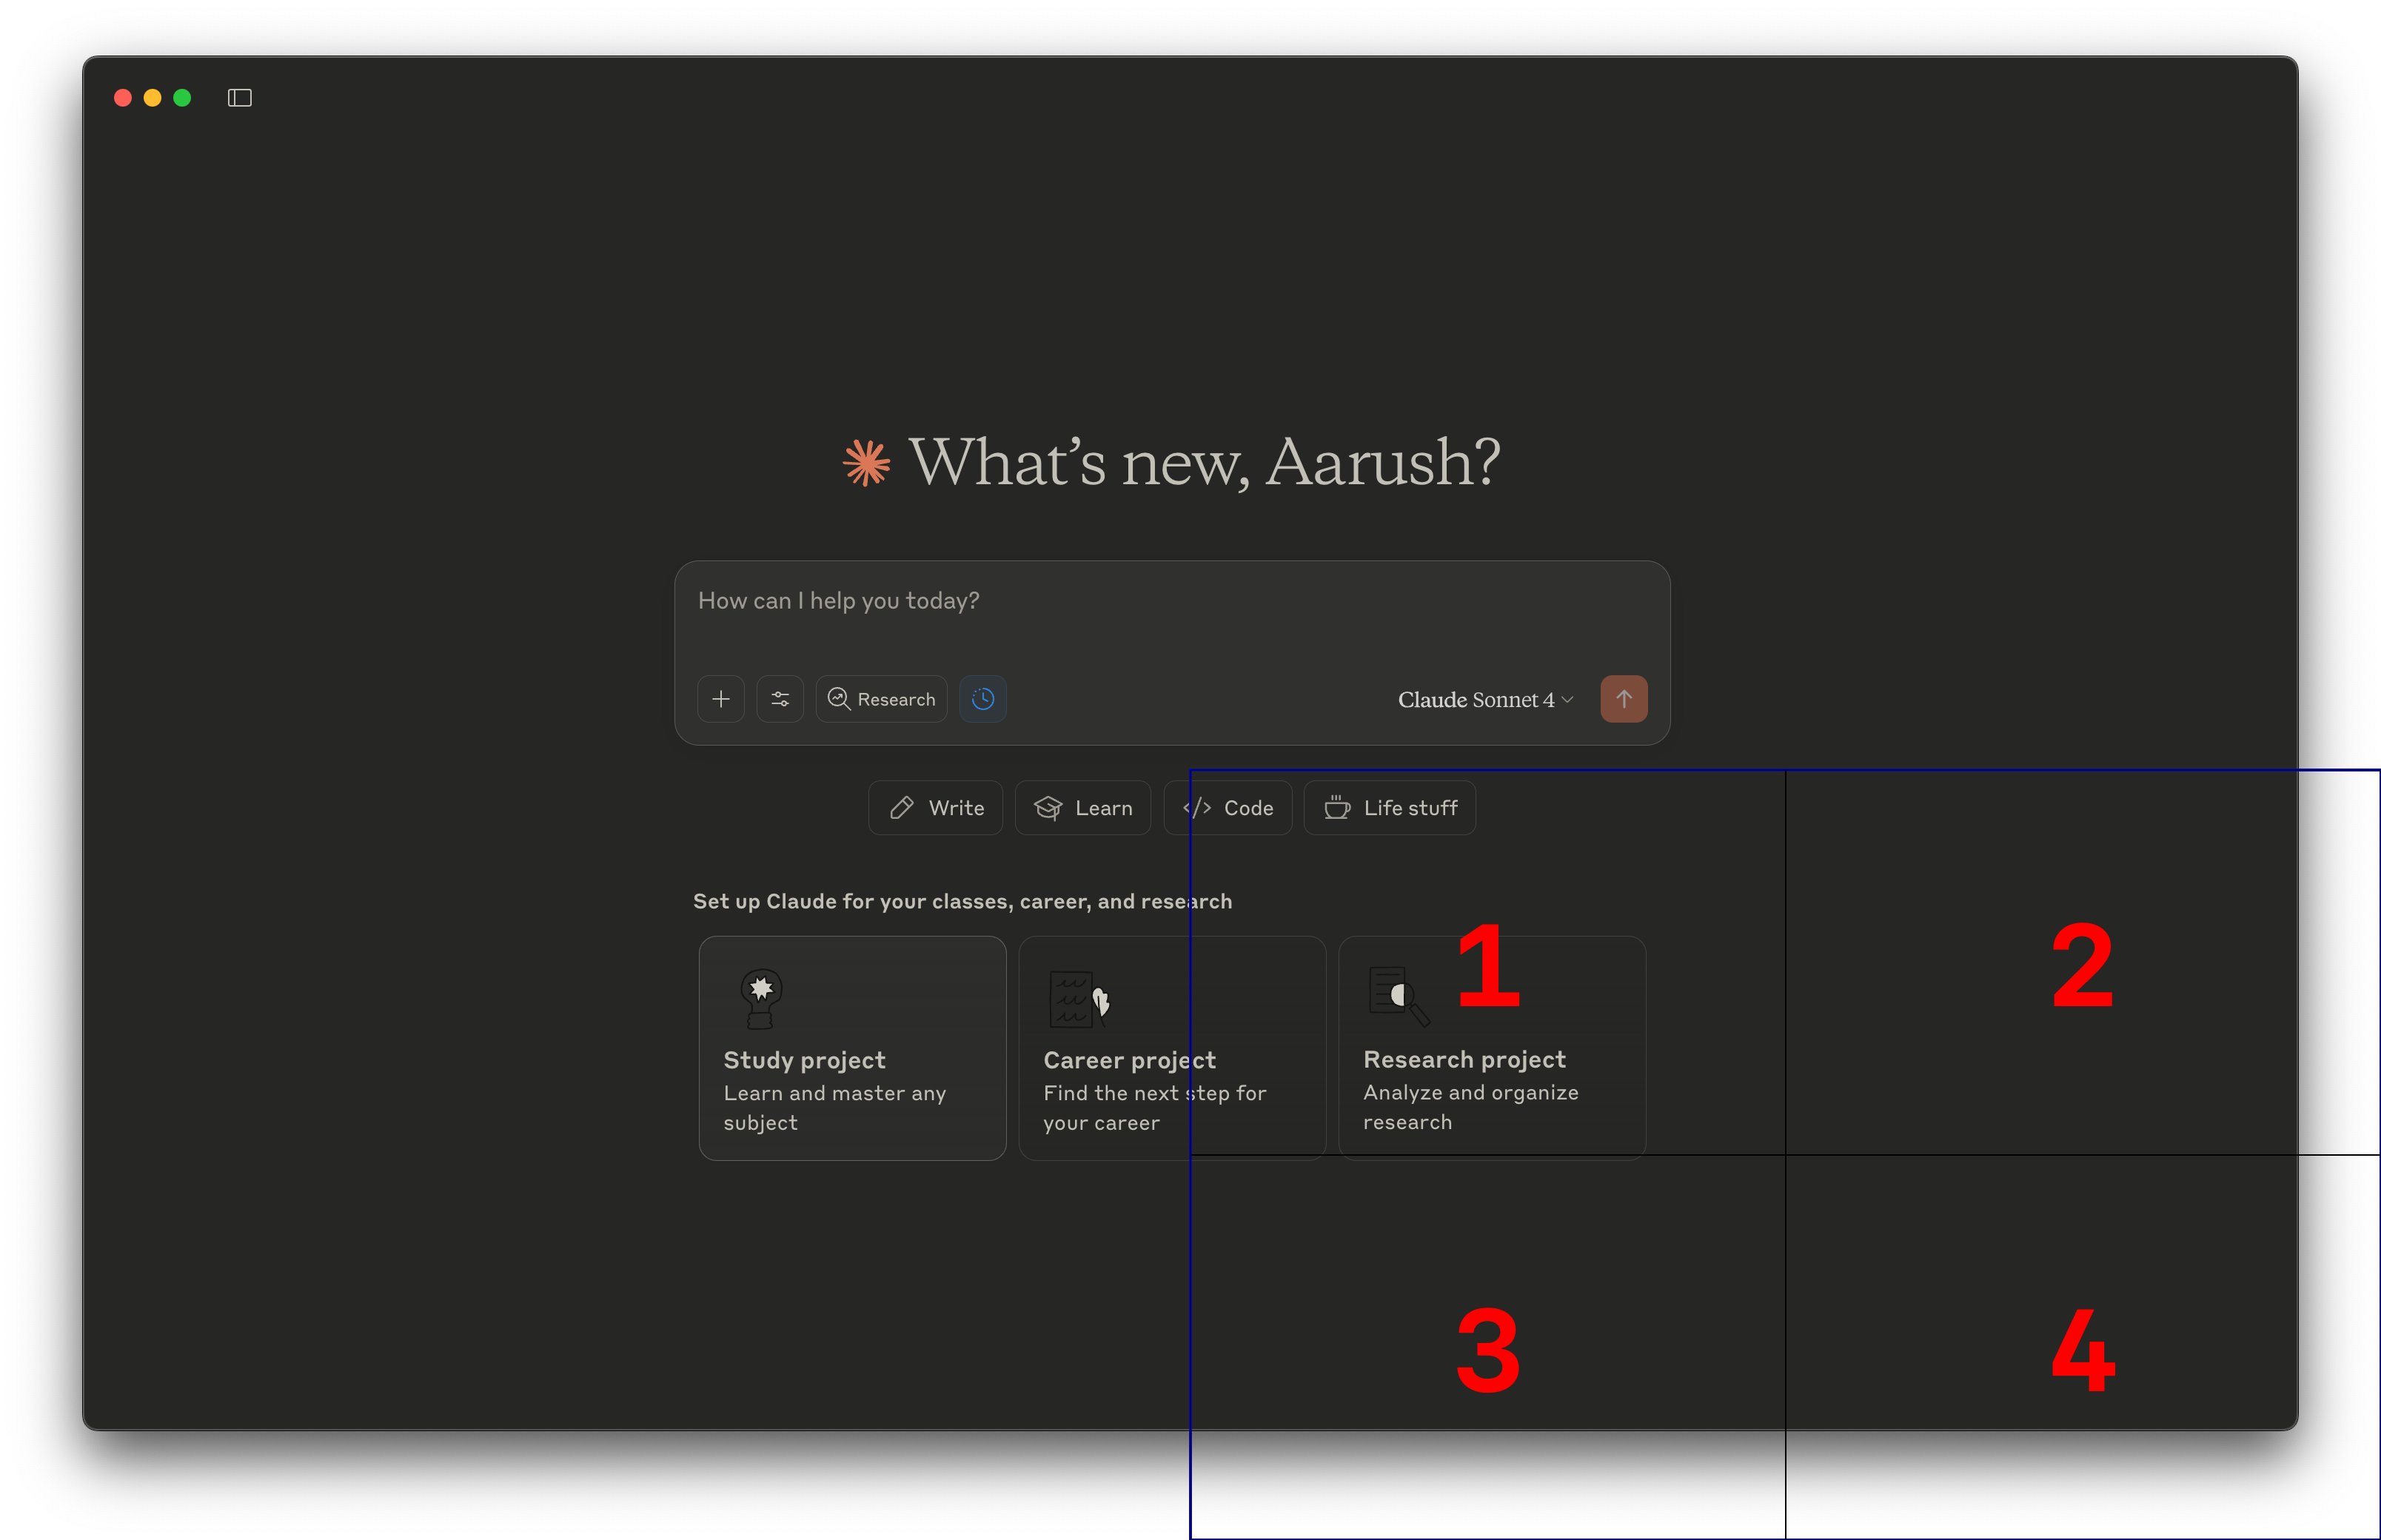 What's new, Aarush?
How can I help you today?
Research
Claude Sonnet 4
Write
Learn
Code
Life stuff
Set up Claude for your classes, career, and research
1
2
Study project
Learn and master any
subject
Career project
Find the next step for
your career
Research project
Analyze and organize
research
3
4